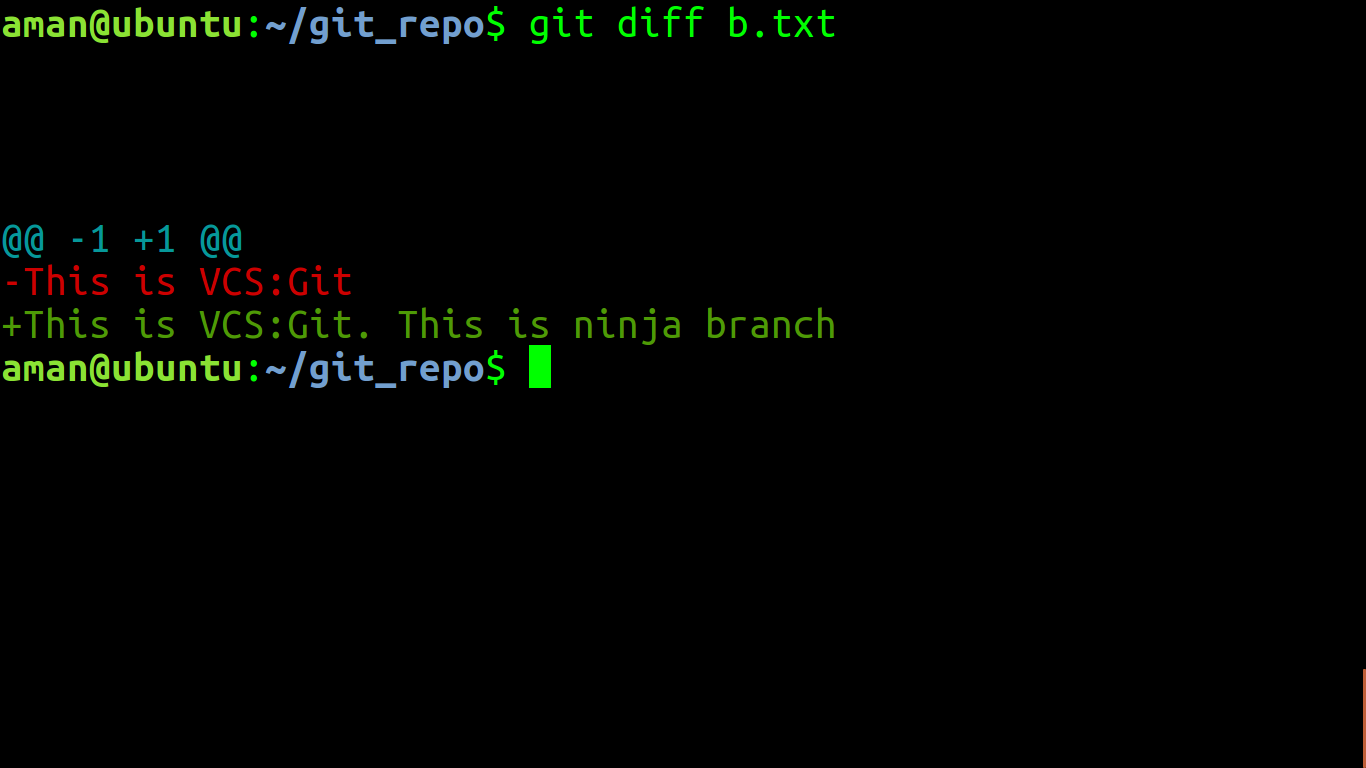 aman@ubuntu:~/git_repo$ git diff b.txt
@@ -1 +1 @@
-This is VCS:Git
+This is VCS:Git. This is ninja branch
aman@ubuntu:~/git_repo$